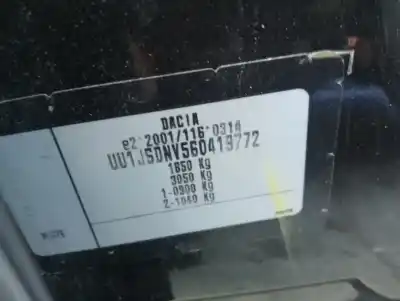 DACIA
e2*2001/116*0314
UU1JSDNV560419772
1850 Kg
3050 Kg
1-0900 Kg
2-1040 Kg